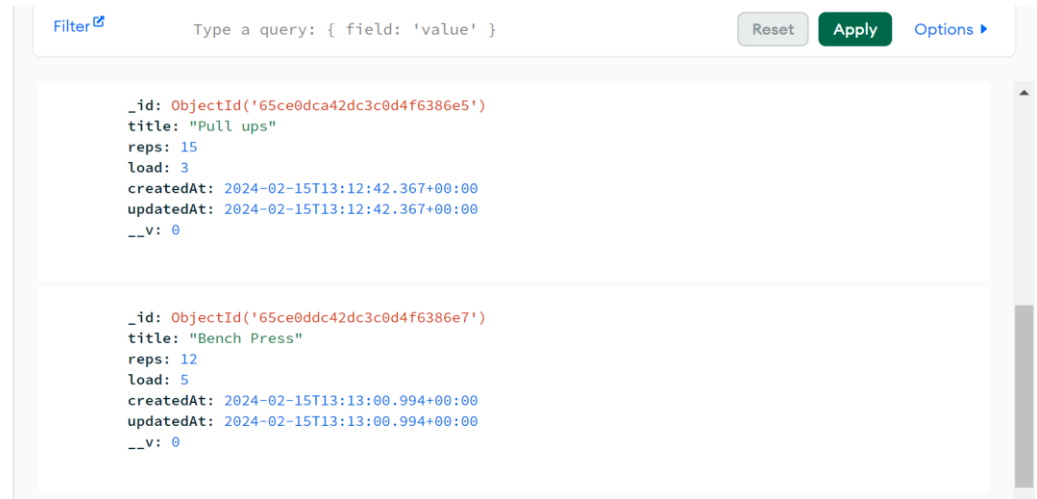 Filter
Type a query: { field: 'value' }
Reset
Apply
Options
_id: ObjectId('65ce0dca42dc3c0d4f6386e5')
title: "Pull ups"
reps: 15
load: 3
createdAt: 2024-02-15T13:12:42.367+00:00
updatedAt: 2024-02-15T13:12:42.367+00:00
__v: 0
_id: ObjectId('65ce0ddc42dc3c0d4f6386e7')
title: "Bench Press"
reps: 12
load: 5
createdAt: 2024-02-15T13:13:00.994+00:00
updatedAt: 2024-02-15T13:13:00.994+00:00
__v: 0